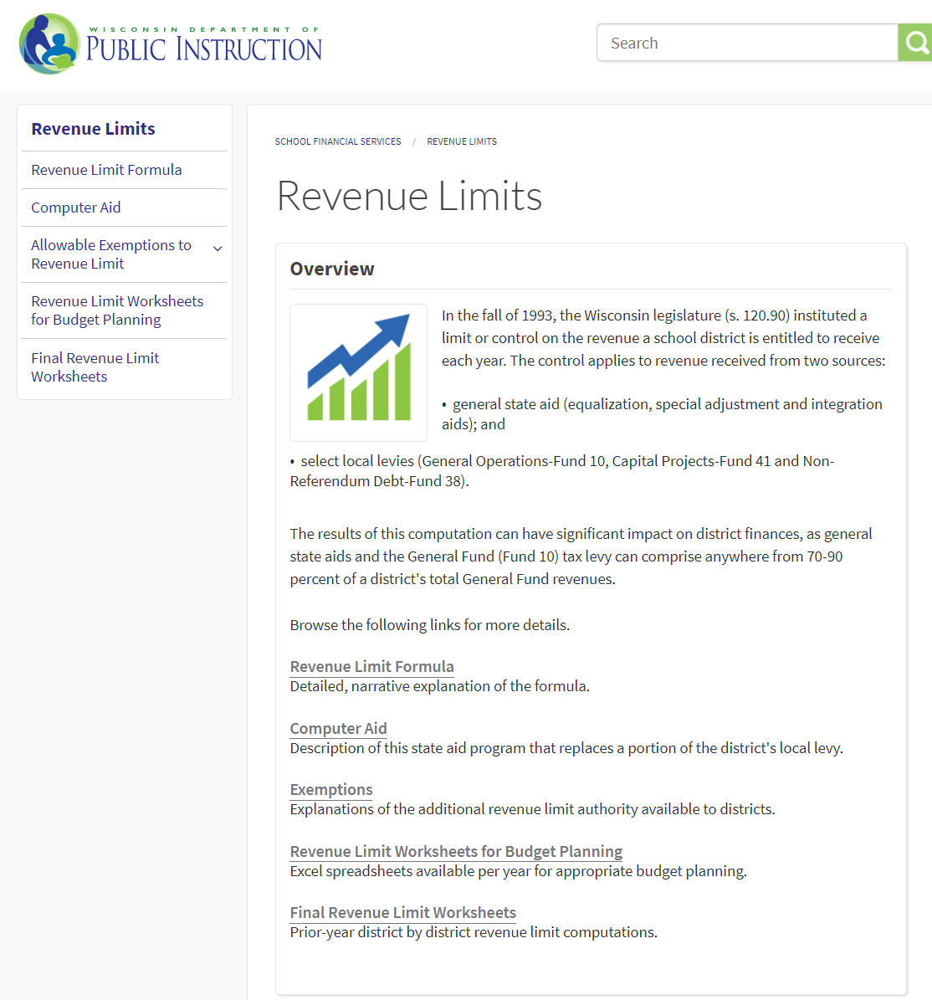 WISCONSIN DEPARTMENT OF
PUBLIC INSTRUCTION
Search
Revenue Limits
Revenue Limit Formula
Computer Aid
Allowable Exemptions to
Revenue Limit
Revenue Limit Worksheets
for Budget Planning
Final Revenue Limit
Worksheets
SCHOOL FINANCIAL SERVICES / REVENUE LIMITS
Revenue Limits
Overview
In the fall of 1993, the Wisconsin legislature (s. 120.90) instituted a
limit or control on the revenue a school district is entitled to receive
each year. The control applies to revenue received from two sources:
• general state aid (equalization, special adjustment and integration
aids); and
• select local levies (General Operations-Fund 10, Capital Projects-Fund 41 and Non-
Referendum Debt-Fund 38).
The results of this computation can have significant impact on district finances, as general
state aids and the General Fund (Fund 10) tax levy can comprise anywhere from 70-90
percent of a district's total General Fund revenues.
Browse the following links for more details.
Revenue Limit Formula
Detailed, narrative explanation of the formula.
Computer Aid
Description of this state aid program that replaces a portion of the district's local levy.
Exemptions
Explanations of the additional revenue limit authority available to districts.
Revenue Limit Worksheets for Budget Planning
Excel spreadsheets available per year for appropriate budget planning.
Final Revenue Limit Worksheets
Prior-year district by district revenue limit computations.